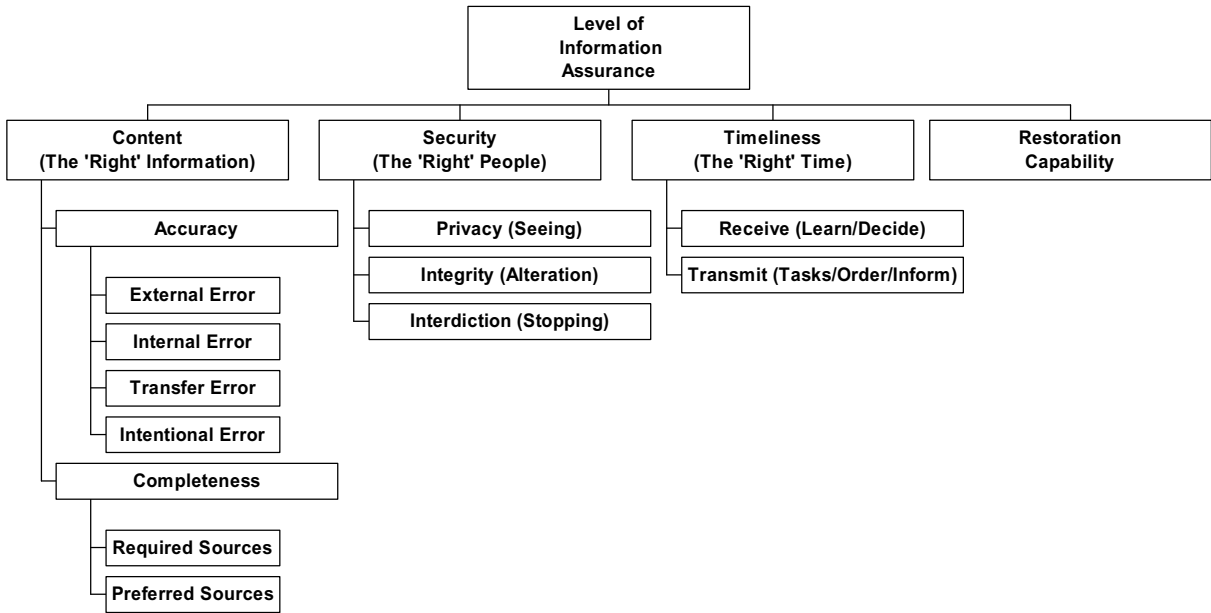 Level of
Information
Assurance
Content
(The 'Right' Information)
Security
(The 'Right' People)
Timeliness
(The 'Right' Time)
Restoration
Capability
Accuracy
External Error
Internal Error
Transfer Error
Intentional Error
Completeness
Required Sources
Preferred Sources
Privacy (Seeing)
Integrity (Alteration)
Interdiction (Stopping)
Receive (Learn/Decide)
Transmit (Tasks/Order/Inform)